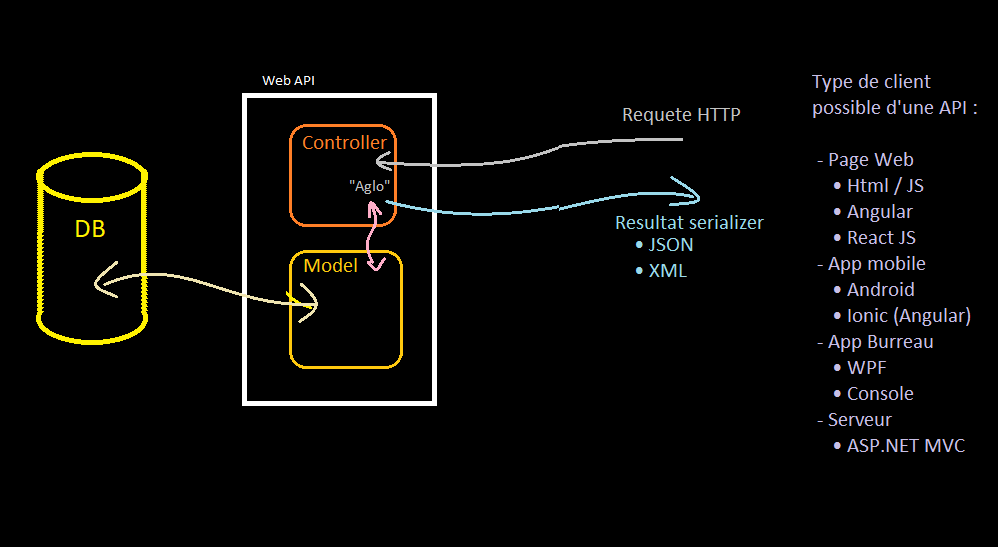 Web API
Controller
"Aglo"
Model
DB
Requete HTTP
Resultat serializer
• JSON
• XML
Type de client
possible d'une API :
- Page Web
• Html / JS
• Angular
• React JS
- App mobile
• Android
• Ionic (Angular)
- App Burreau
• WPF
• Console
- Serveur
• ASP.NET MVC